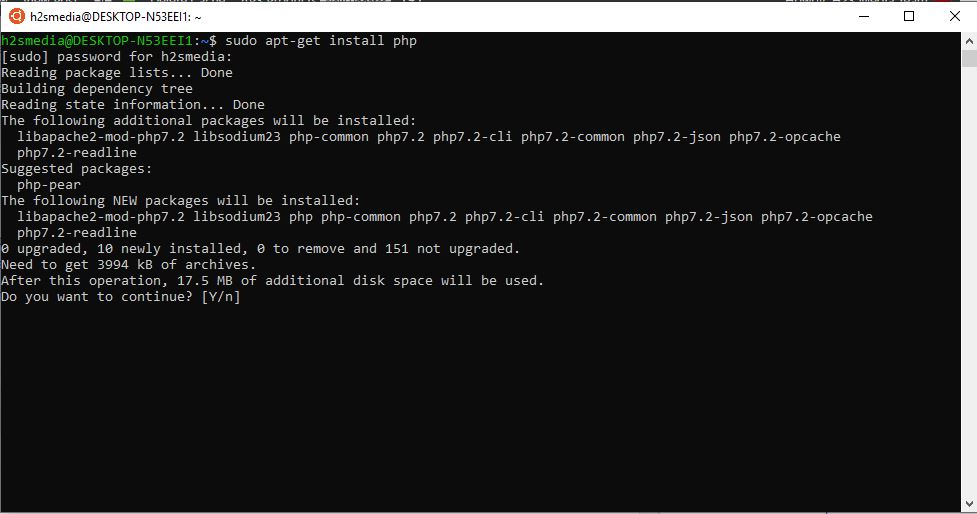 h2smedia@DESKTOP-N53EEI1: ~
h2smedia@DESKTOP-N53EEI1:~$ sudo apt-get install php
[sudo] password for h2smedia:
Reading package lists... Done
Building dependency tree
Reading state information... Done
The following additional packages will be installed:
  libapache2-mod-php7.2 libsodium23 php-common php7.2 php7.2-cli php7.2-common php7.2-json php7.2-opcache
  php7.2-readline
Suggested packages:
  php-pear
The following NEW packages will be installed:
  libapache2-mod-php7.2 libsodium23 php php-common php7.2 php7.2-cli php7.2-common php7.2-json php7.2-opcache
  php7.2-readline
0 upgraded, 10 newly installed, 0 to remove and 151 not upgraded.
Need to get 3994 kB of archives.
After this operation, 17.5 MB of additional disk space will be used.
Do you want to continue? [Y/n]